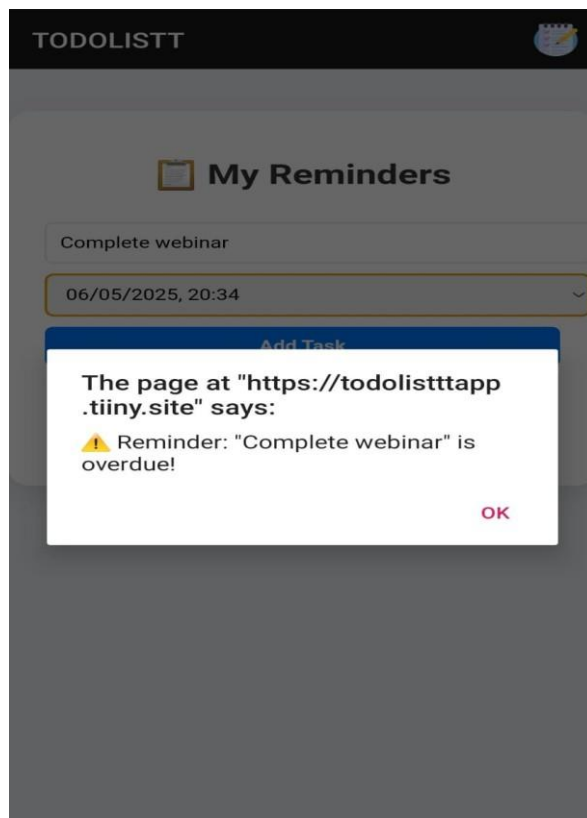 TODOLISTT
My Reminders
Complete webinar
06/05/2025, 20:34
Add Task
The page at "https://todolistttapp
.tiiny.site" says:
⚠️ Reminder: "Complete webinar" is
overdue!
OK